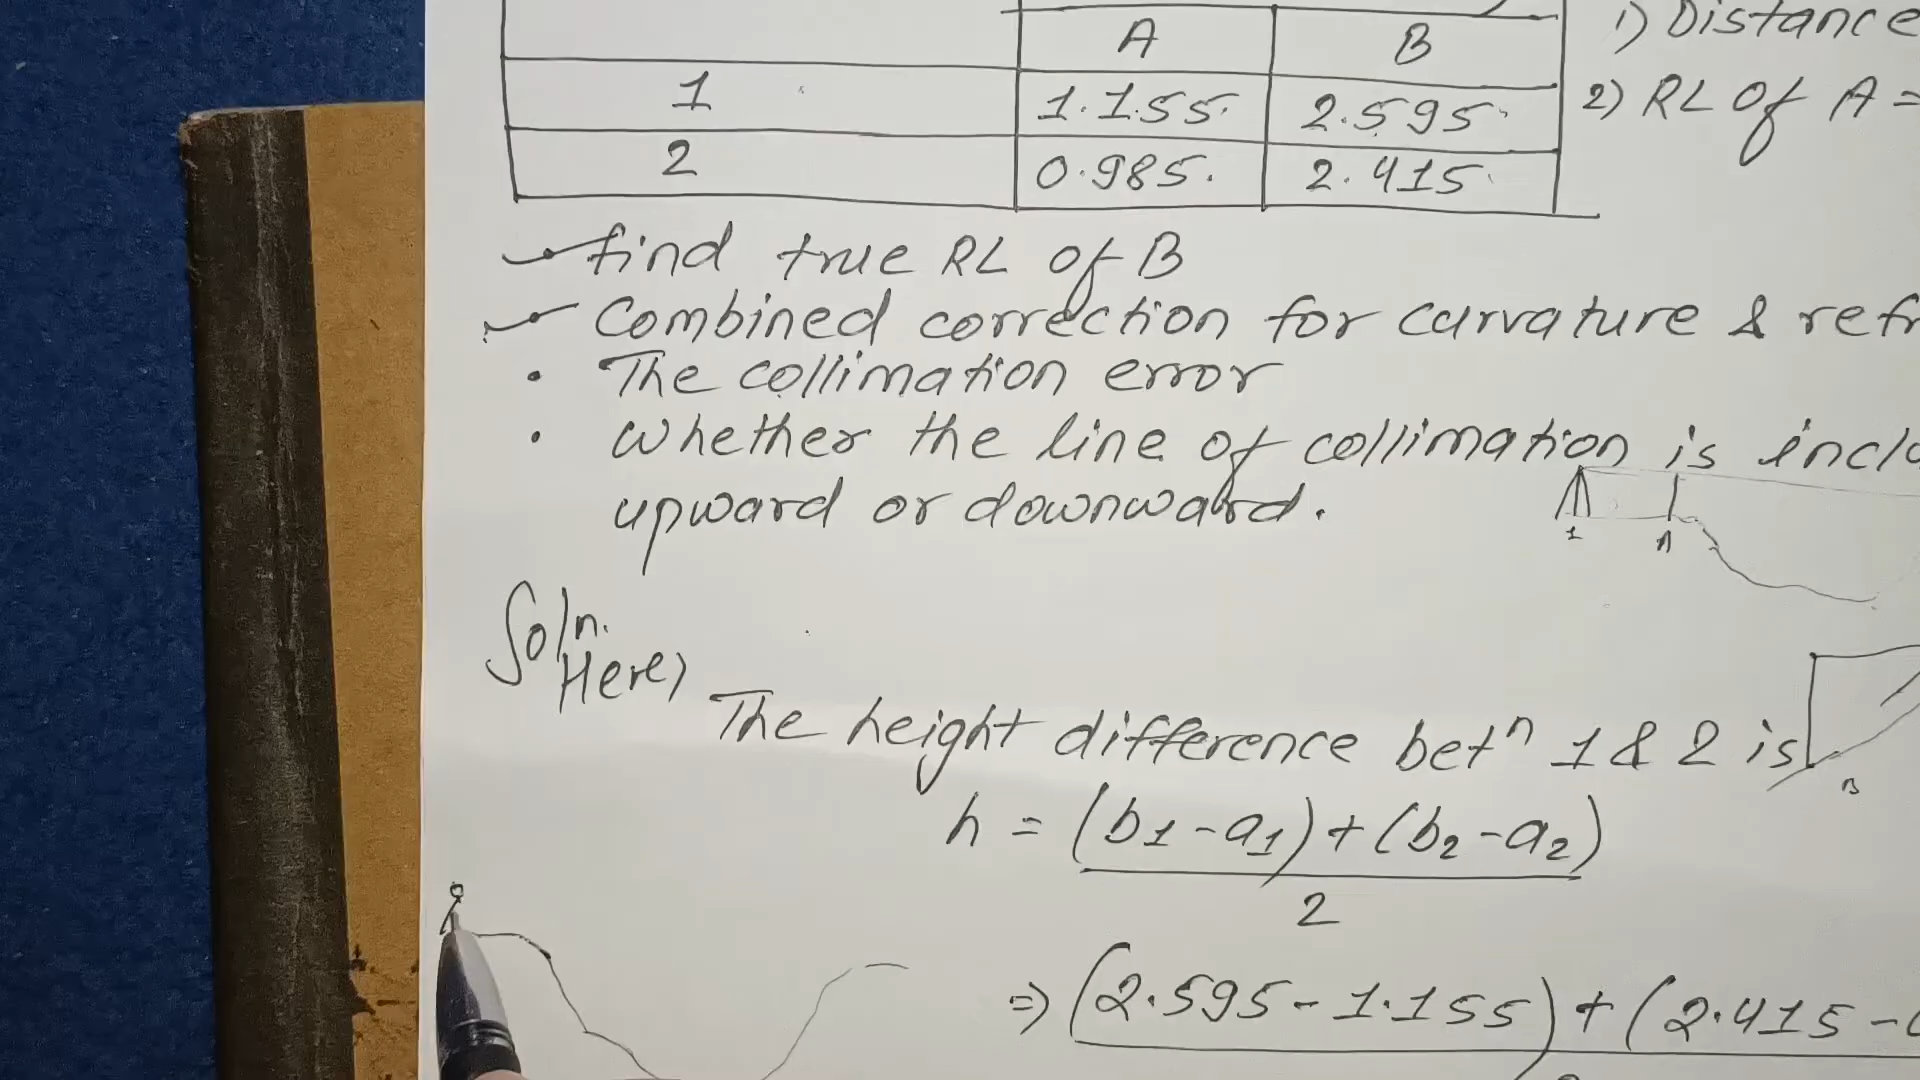 A B
1) Distance
1 1.155 2.595
2) RL of A =
2 0.985. 2.415
find true RL of B
Combined correction for curvature & refr
• The collimation error
• Whether the line of collimation is incl
upward or downward.
1 A
Soln.
Here,
The height difference betn 1 & 2 is
B
h = (b1 - a1) + (b2 - a2)
2
=) (2.595 - 1.155) + (2.415 -